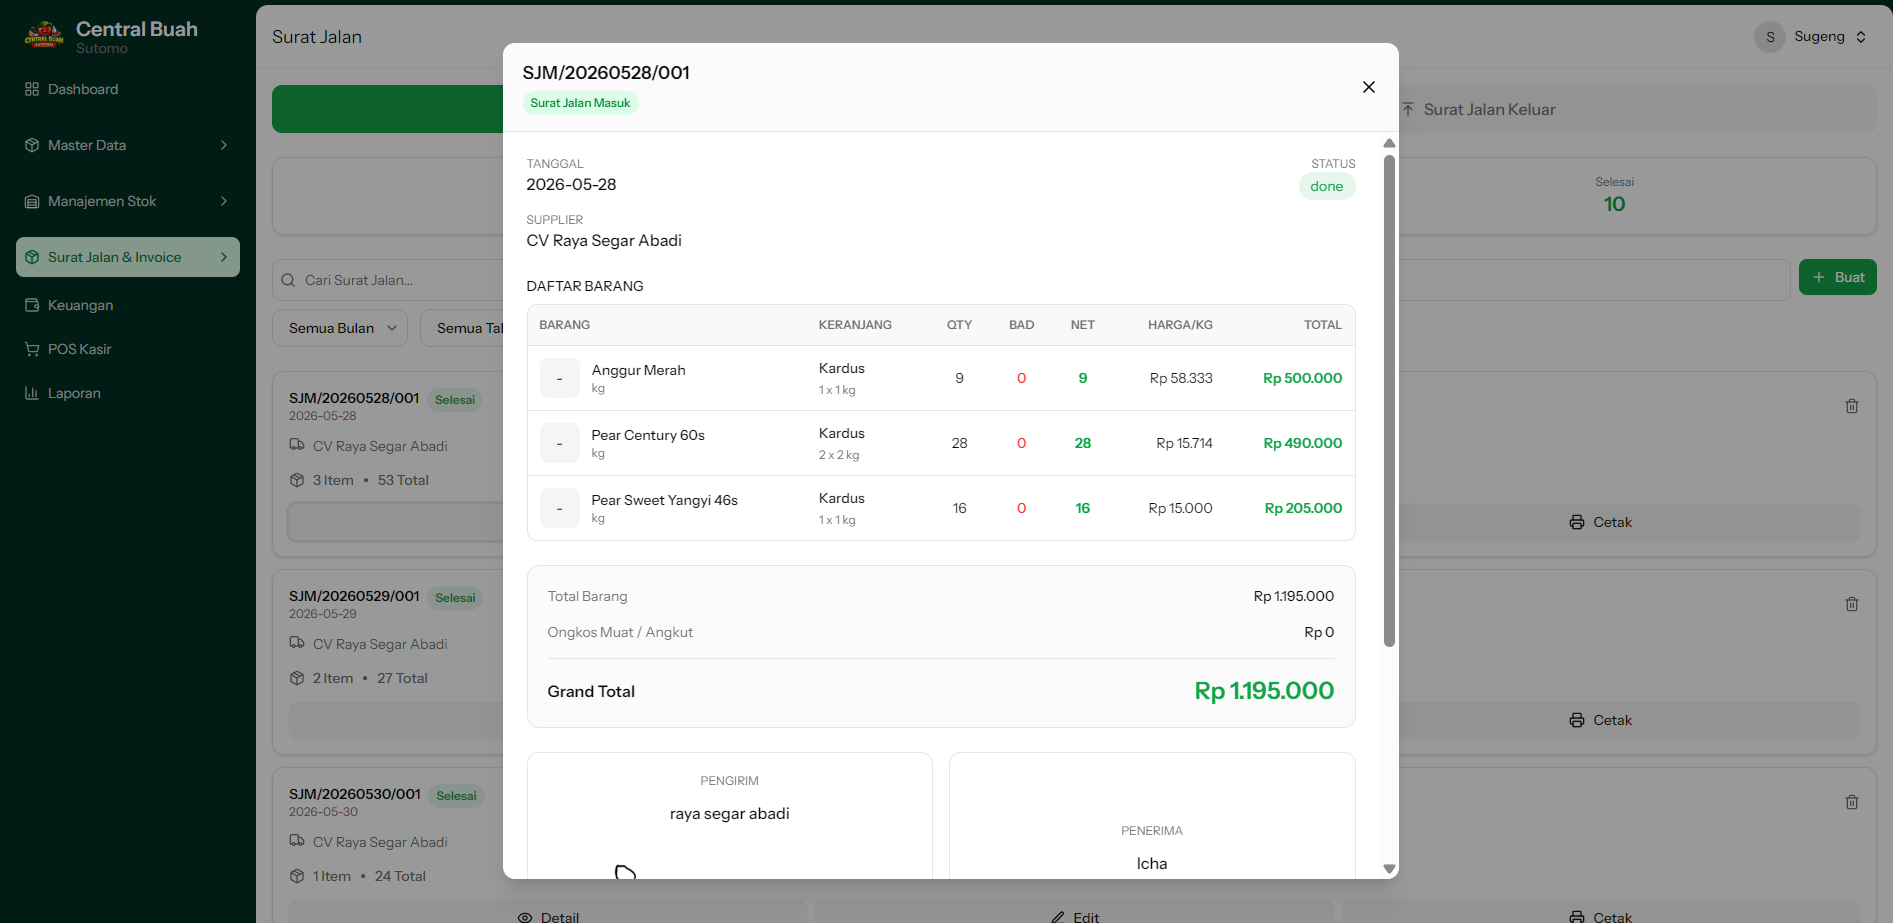 Central Buah
Sutomo
Dashboard
Master Data
Manajemen Stok
Surat Jalan & Invoice
Keuangan
POS Kasir
Laporan
Surat Jalan
S
Sugeng
Surat Jalan Keluar
Selesai
10
Cari Surat Jalan...
Buat
Semua Bulan
Semua Ta
SJM/20260528/001
Selesai
2026-05-28
CV Raya Segar Abadi
3 Item • 53 Total
Cetak
SJM/20260529/001
Selesai
2026-05-29
CV Raya Segar Abadi
2 Item • 27 Total
Cetak
SJM/20260530/001
Selesai
2026-05-30
CV Raya Segar Abadi
1 Item • 24 Total
Detail
Edit
Cetak
SJM/20260528/001
Surat Jalan Masuk
TANGGAL
2026-05-28
STATUS
done
SUPPLIER
CV Raya Segar Abadi
DAFTAR BARANG
BARANG KERANJANG QTY BAD NET HARGA/KG TOTAL
- Anggur Merah Kardus 9 0 9 Rp 58.333 Rp 500.000
kg 1 x 1 kg
- Pear Century 60s Kardus 28 0 28 Rp 15.714 Rp 490.000
kg 2 x 2 kg
- Pear Sweet Yangyi 46s Kardus 16 0 16 Rp 15.000 Rp 205.000
kg 1 x 1 kg
Total Barang Rp 1.195.000
Ongkos Muat / Angkut Rp 0
Grand Total Rp 1.195.000
PENGIRIM
raya segar abadi
PENERIMA
Icha